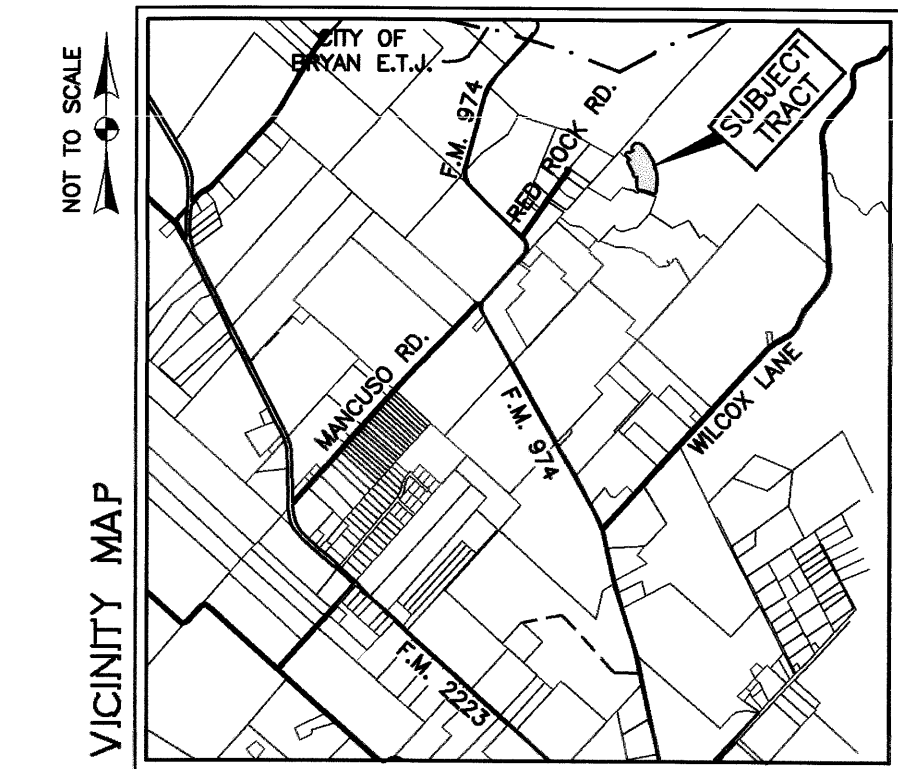 NOT TO SCALE
VICINITY MAP
CITY OF
BRYAN E.T.J.
F.M. 974
RED ROCK RD.
SUBJECT
TRACT
MANCUSO RD.
F.M. 974
WILCOX LANE
F.M. 2223